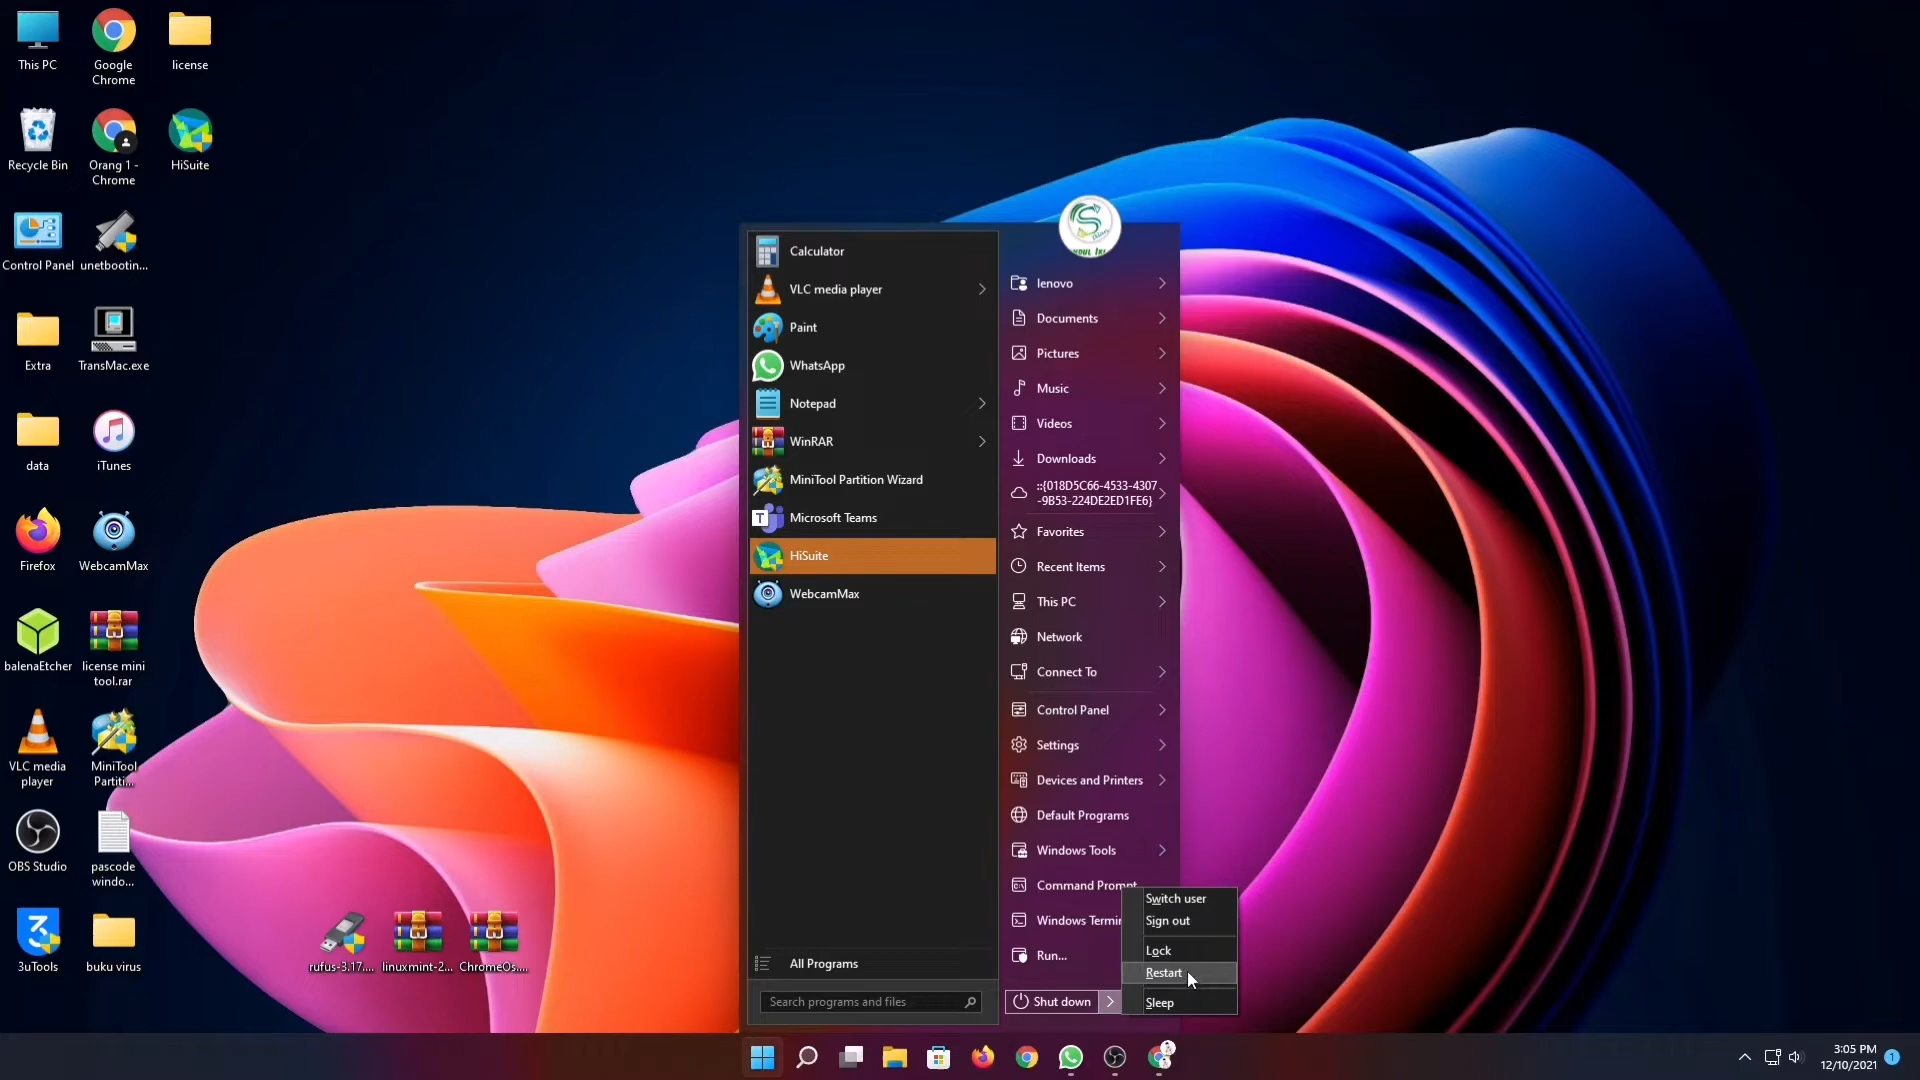 This PC
Google
Chrome
license
Recycle Bin
Orang 1 -
Chrome
HiSuite
Control Panel
unetbootin...
Extra
TransMac.exe
data
iTunes
Firefox
WebcamMax
balenaEtcher
license mini
tool.rar
VLC media
player
MiniTool
Partiti...
OBS Studio
pascode
windo...
3uTools
buku virus
rufus-3.17....
linuxmint-2...
ChromeOs....
Calculator
VLC media player
Paint
WhatsApp
Notepad
WinRAR
MiniTool Partition Wizard
Microsoft Teams
HiSuite
WebcamMax
All Programs
Search programs and files
lenovo
Documents
Pictures
Music
Videos
Downloads
::{018D5C66-4533-4307
-9B53-224DE2ED1FE6}
Favorites
Recent Items
This PC
Network
Connect To
Control Panel
Settings
Devices and Printers
Default Programs
Windows Tools
Command Prompt
Windows Termin
Run...
Shut down
Switch user
Sign out
Lock
Restart
Sleep
3:05 PM
12/10/2021
1